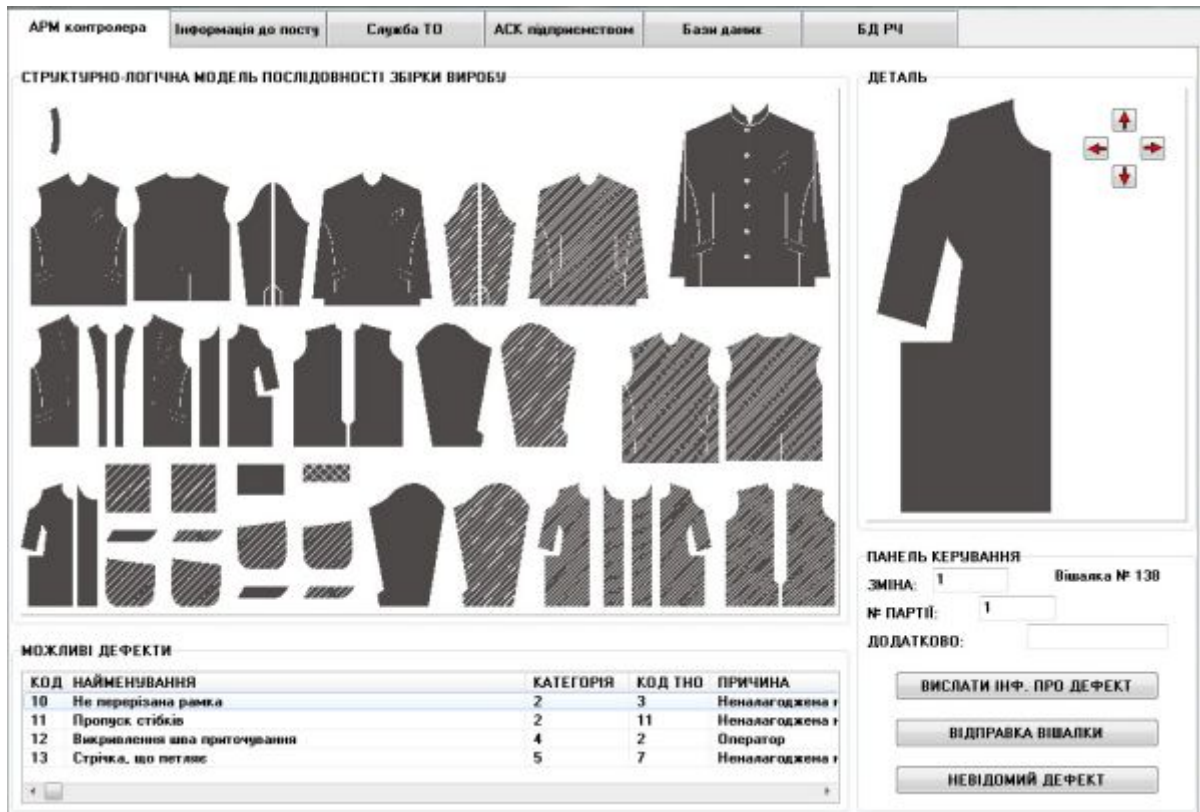 АРМ контролера Інформація до посту Служба ТО АСК підприємством Бази даних БД РЧ
СТРУКТУРНО-ЛОГІЧНА МОДЕЛЬ ПОСЛІДОВНОСТІ ЗБІРКИ ВИРОБУ
ДЕТАЛЬ
ПАНЕЛЬ КЕРУВАННЯ
ЗМІНА: 1 Вішалка № 138
№ ПАРТІЇ: 1
ДОДАТКОВО:
ВИСЛАТИ ІНФ. ПРО ДЕФЕКТ
ВІДПРАВКА ВІШАЛКИ
НЕВІДОМИЙ ДЕФЕКТ
МОЖЛИВІ ДЕФЕКТИ
КОД НАЙМЕНУВАННЯ КАТЕГОРІЯ КОД ТНО ПРИЧИНА
10 Не перерізана рамка 2 3 Неналагоджена
11 Пропуск стібків 2 11 Неналагоджена
12 Викривлення шва приточування 4 2 Оператор
13 Стрічка, що петляє 5 7 Неналагоджена